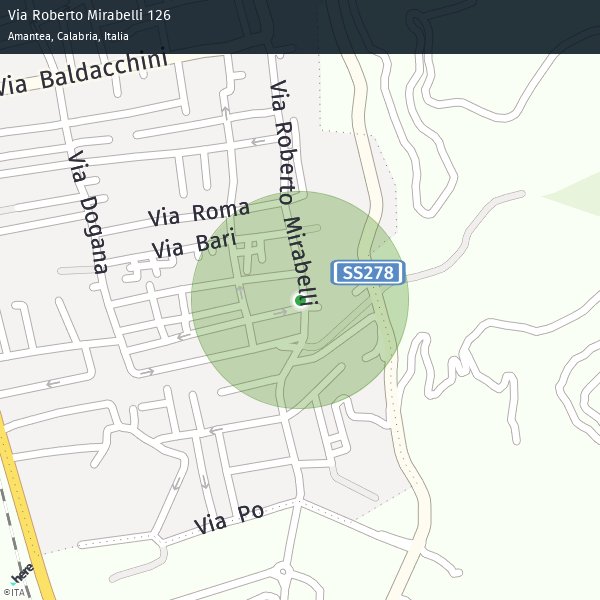 Via Roberto Mirabelli 126
Amantea, Calabria, Italia
Via Baldacchini
Via Roberto Mirabelli
Via Dogana
Via Roma
Via Bari
SS278
Via Po
here
©ITA